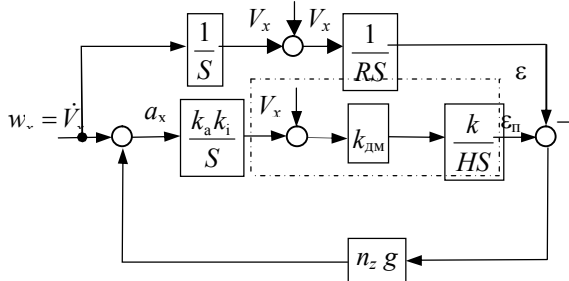 V_x V_x
1/S
1/RS
ε
w_x = V̇_x
a_x
k_a k_i/S
V_x
k_дм
k/HS
ε_п
–
n_z g